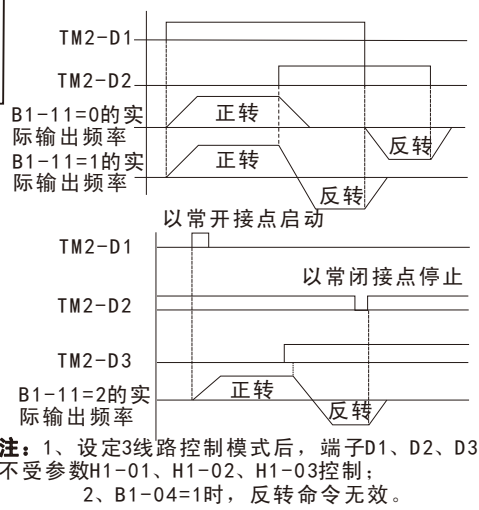 TM2-D1
TM2-D2
B1-11=0的实
际输出频率
正转
反转
B1-11=1的实
际输出频率
正转
反转
以常开接点启动
TM2-D1
以常闭接点停止
TM2-D2
TM2-D3
B1-11=2的实
际输出频率
正转
反转
注：1、设定3线路控制模式后，端子D1、D2、D3
不受参数H1-01、H1-02、H1-03控制；
2、B1-04=1时，反转命令无效。